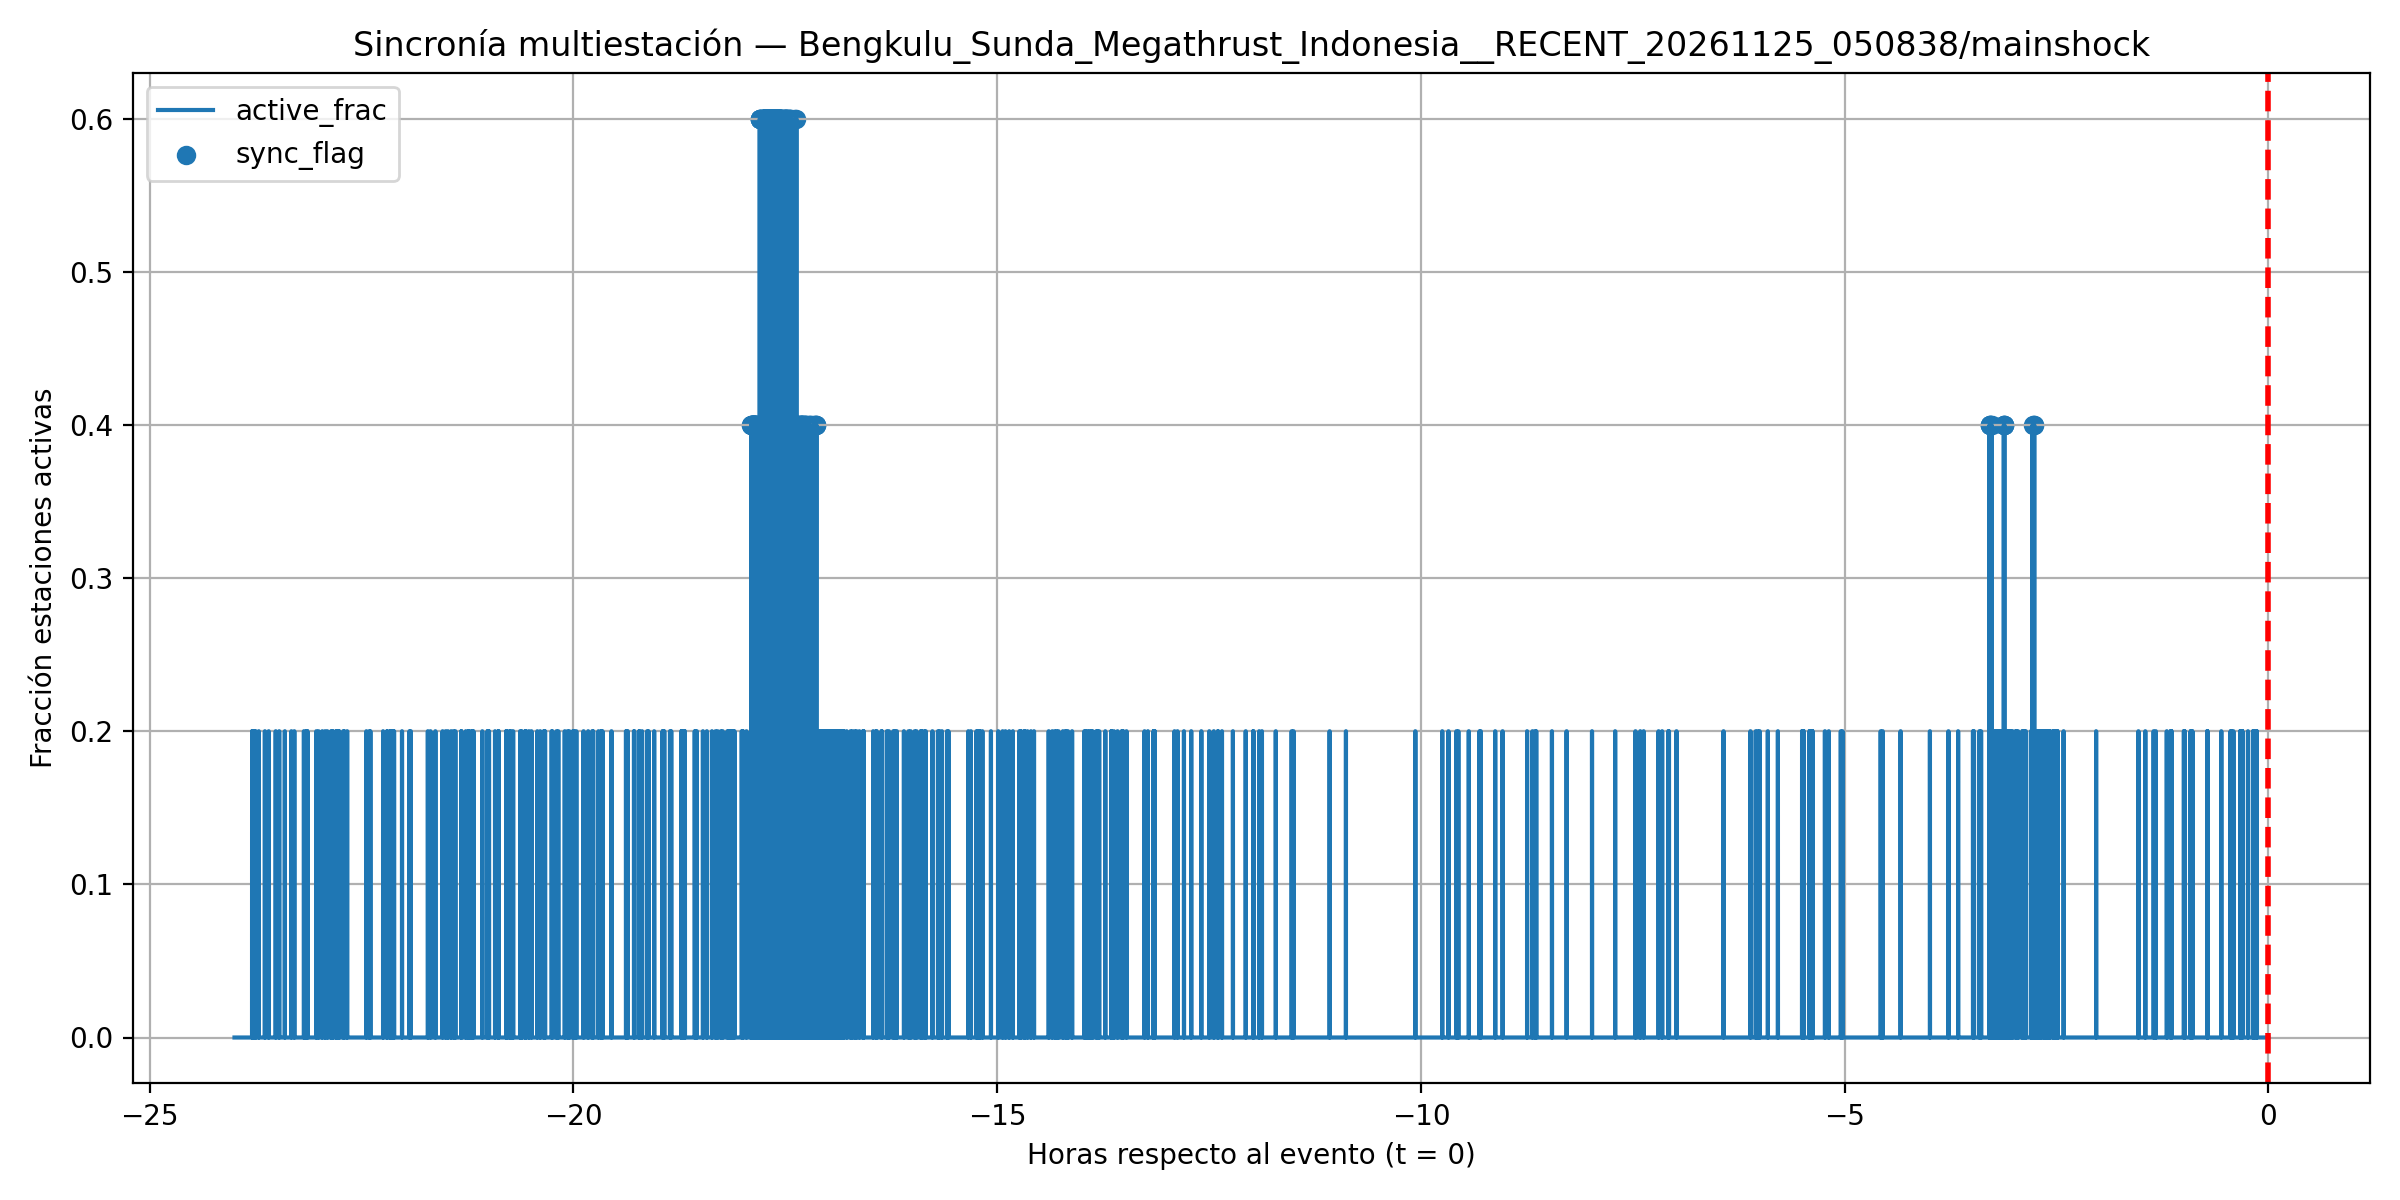 Sincronía multiestación — Bengkulu_Sunda_Megathrust_Indonesia__RECENT_20261125_050838/mainshock
active_frac
sync_flag
0.6
0.5
0.4
0.3
0.2
0.1
0.0
Fracción estaciones activas
−25
−20
−15
−10
−5
0
Horas respecto al evento (t = 0)